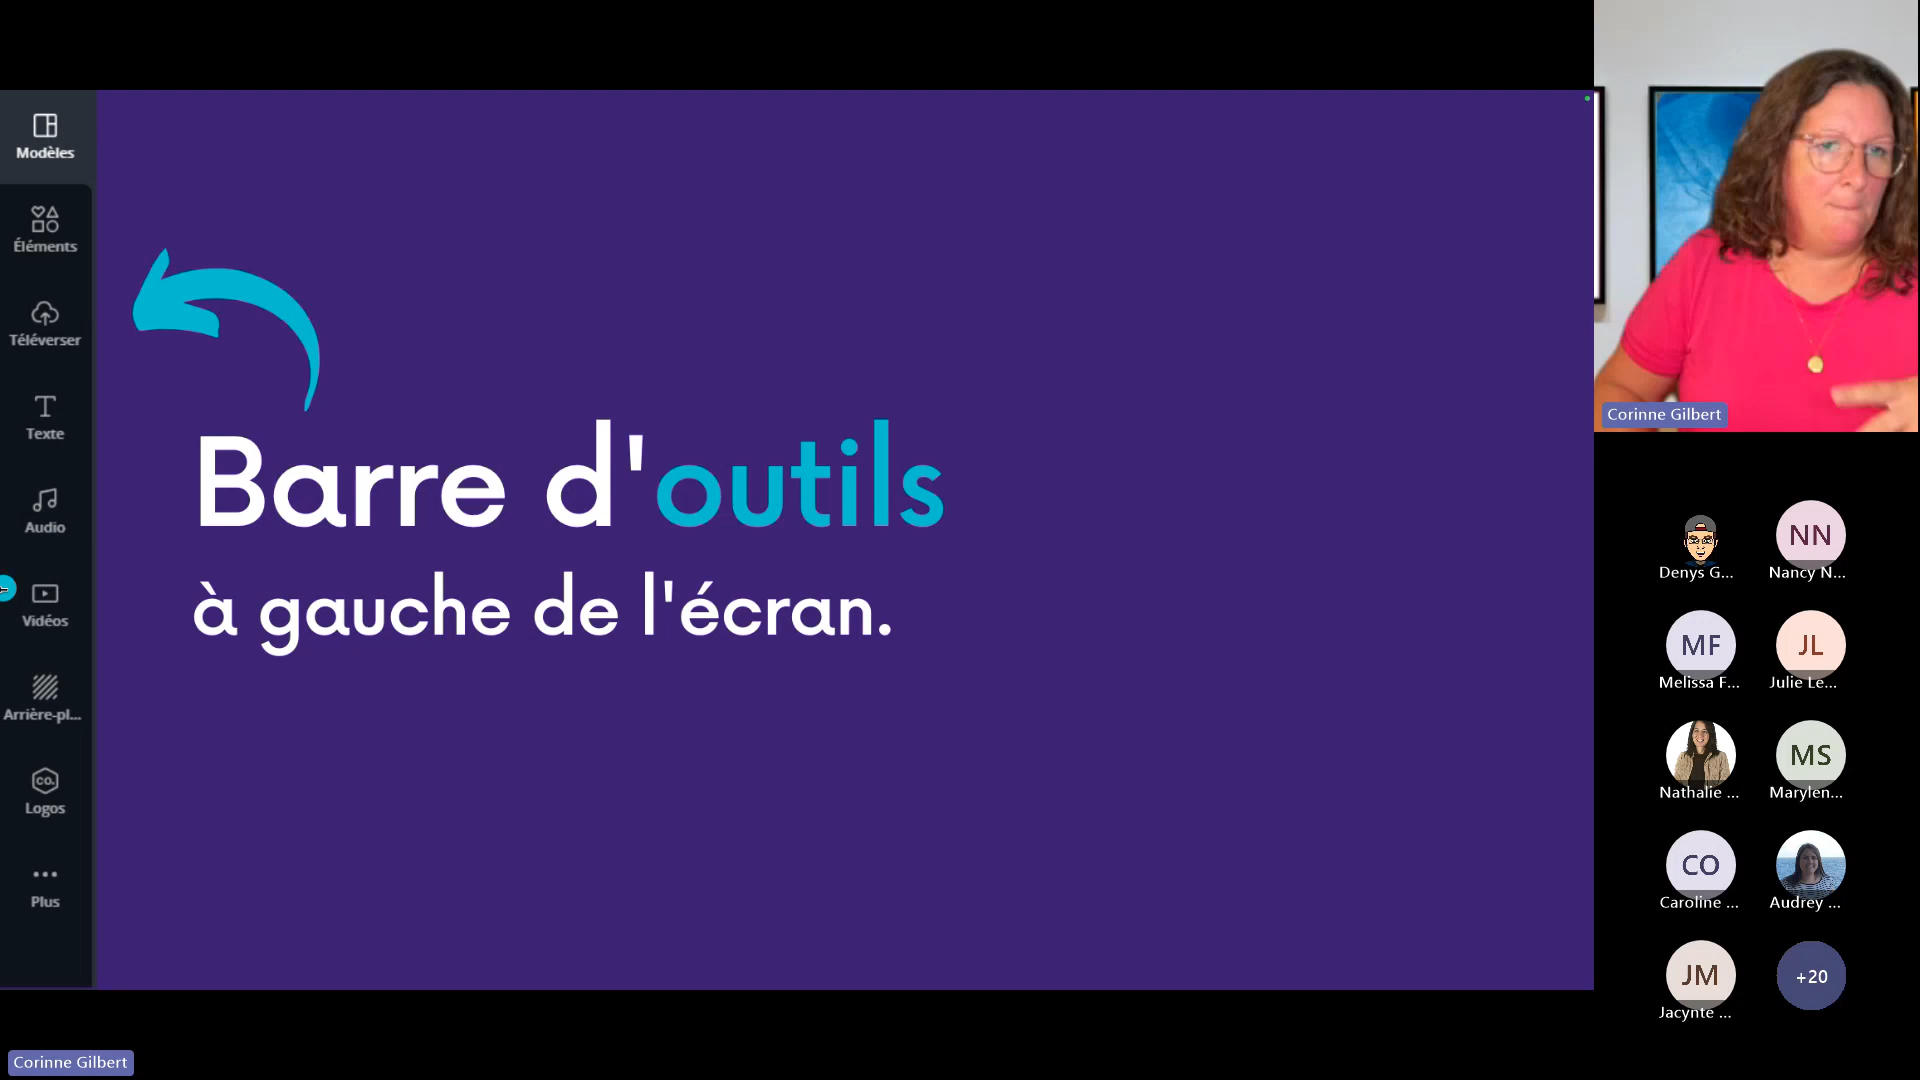 Modèles
Éléments
Téléverser
Texte
Audio
Vidéos
Arrière-pl...
CO.
Logos
Plus
Barre d'outils
à gauche de l'écran.
Corinne Gilbert
Denys G...
NN
Nancy N...
MF
Melissa F...
JL
Julie Le...
Nathalie ...
MS
Marylen...
CO
Caroline ...
Audrey ...
JM
Jacynte ...
+20
Corinne Gilbert